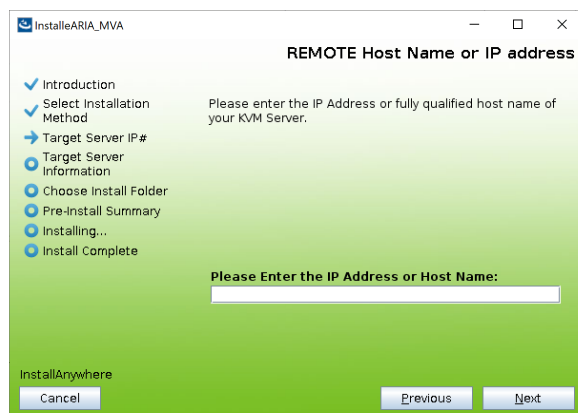 InstalleARIA_MVA
REMOTE Host Name or IP address
Introduction
Select Installation
Method
Target Server IP#
Target Server
Information
Choose Install Folder
Pre-Install Summary
Installing...
Install Complete
Please enter the IP Address or fully qualified host name of
your KVM Server.
Please Enter the IP Address or Host Name:
InstallAnywhere
Cancel
Previous
Next